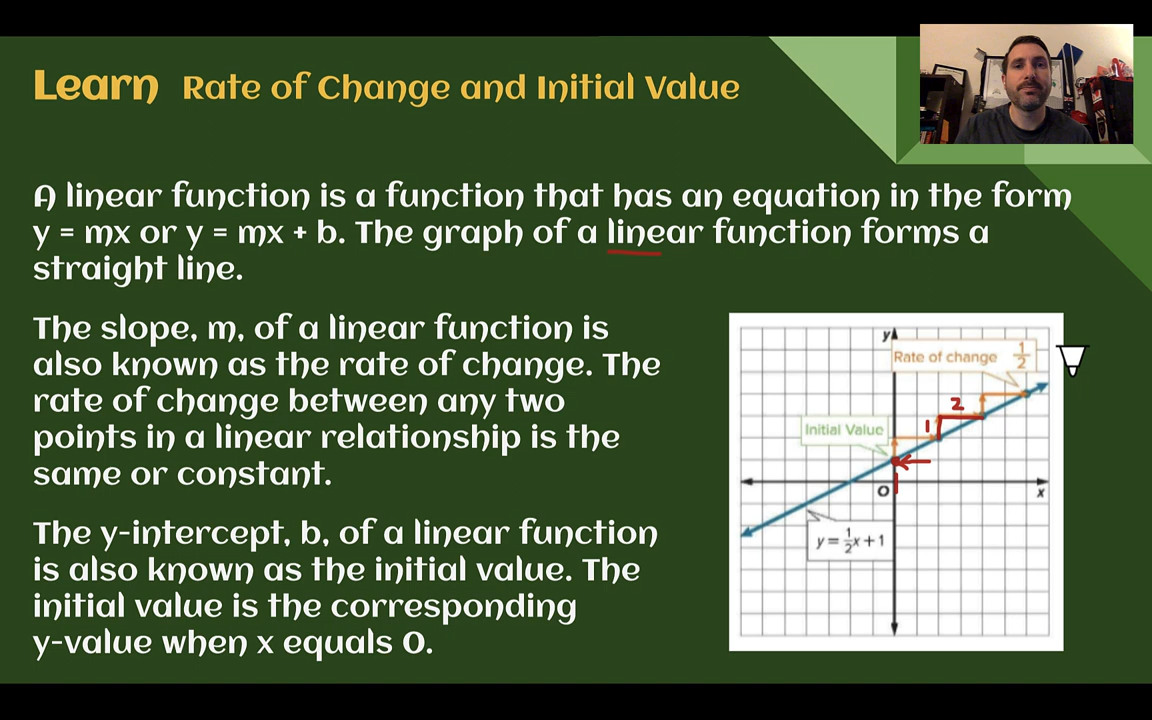 Learn Rate of Change and Initial Value
A linear function is a function that has an equation in the form
y = mx or y = mx + b. The graph of a linear function forms a
straight line.
The slope, m, of a linear function is
also known as the rate of change. The
rate of change between any two
points in a linear relationship is the
same or constant.
The y-intercept, b, of a linear function
is also known as the initial value. The
initial value is the corresponding
y-value when x equals 0.
y
Rate of change 1/2
2
Initial Value
1
O
x
y = 1/2x + 1